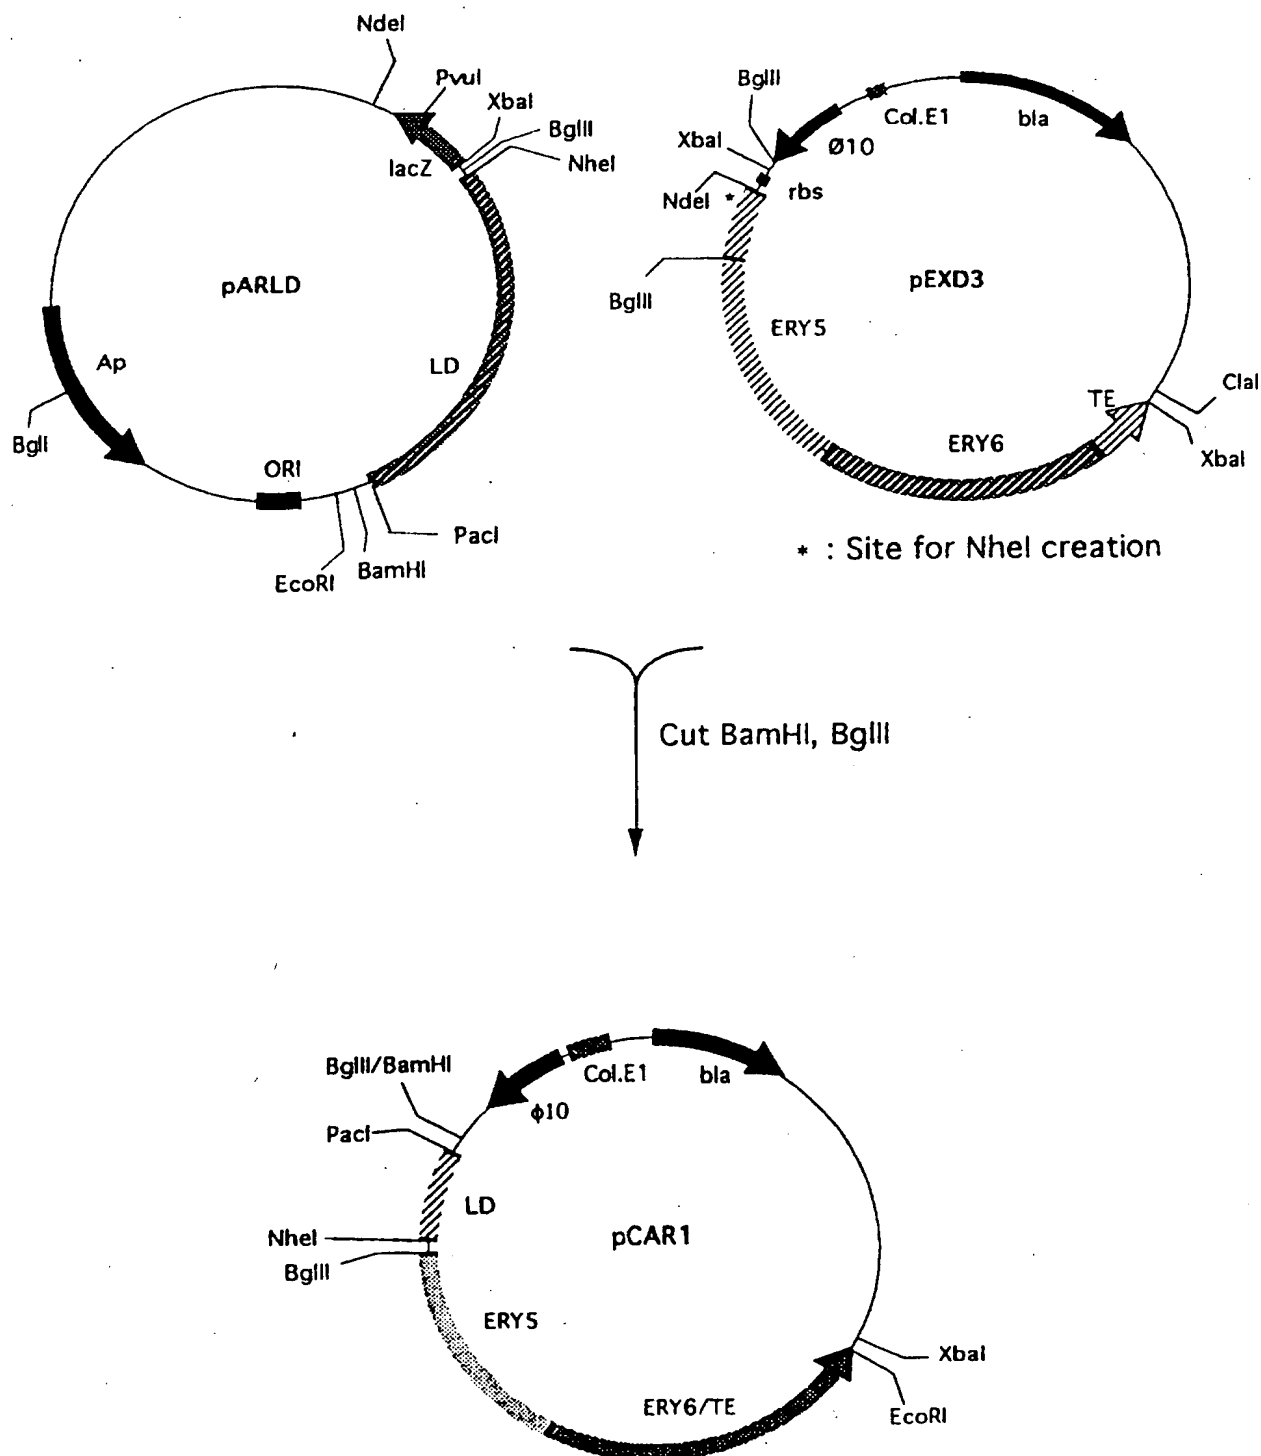 NdeI
PvuI
XbaI
BglII
NheI
lacZ
pARLD
Ap
LD
BglI
ORI
PacI
BamHI
EcoRI
BglII
Col.E1
bla
XbaI
Ø10
NdeI *
rbs
pEXD3
BglII
ERY5
ClaI
TE
ERY6
XbaI
* : Site for NheI creation
Cut BamHI, BglII
BglII/BamHI
Col.E1
bla
ϕ10
PacI
LD
pCAR1
NheI
BglII
ERY5
XbaI
ERY6/TE
EcoRI